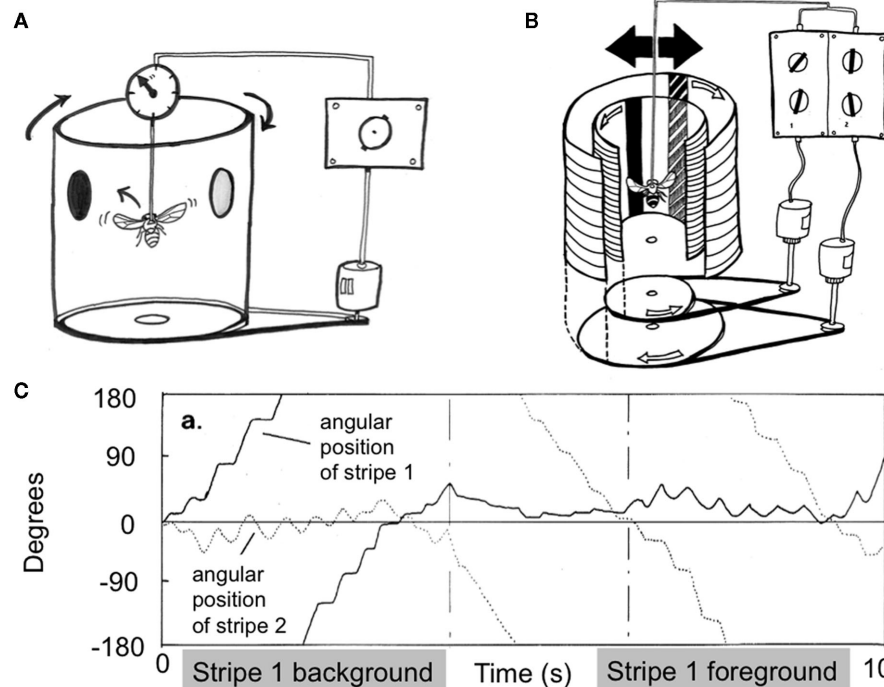 A
B
1 2
C
180
a.
angular
position
of stripe 1
90
Degrees
0
angular
position
of stripe 2
-90
-180
0 Stripe 1 background Time (s) Stripe 1 foreground 10